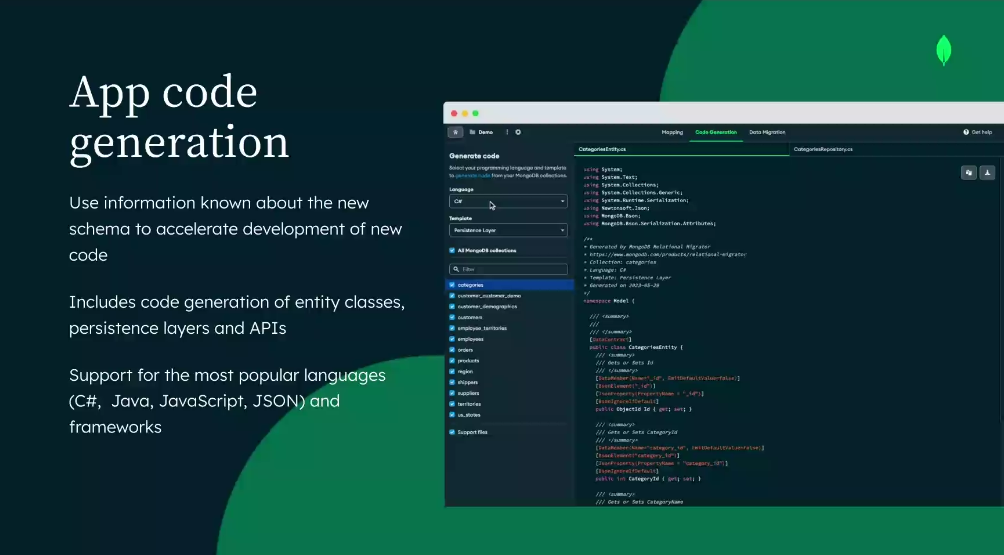 App code
generation
Use information known about the new
schema to accelerate development of new
code
Includes code generation of entity classes,
persistence layers and APIs
Support for the most popular languages
(C#, Java, JavaScript, JSON) and
frameworks
Demo
Mapping
Code Generation
Data Migration
Get help
Generate code
Select your programming language and template
to generate code from your MongoDB collections.
Language
C#
Template
Persistence Layer
All MongoDB collections
Filter
categories
customer_customer_demo
customer_demographics
customers
employee_territories
employees
orders
products
region
shippers
suppliers
territories
us_states
Support files
CategoriesEntity.cs
CategoriesRepository.cs
using System;
using System.Text;
using System.Collections;
using System.Collections.Generic;
using System.Runtime.Serialization;
using Newtonsoft.Json;
using MongoDB.Bson;
using MongoDB.Bson.Serialization.Attributes;
/**
* Generated by MongoDB Relational Migrator
* https://www.mongodb.com/products/relational-migrator
* Collection: categories
* Language: C#
* Template: Persistence Layer
* Generated on 2023-05-26
*/
namespace Model {
/// <summary>
///
/// </summary>
[DataContract]
public class CategoriesEntity {
/// <summary>
/// Gets or Sets Id
/// </summary>
[DataMember(Name="_id", EmitDefaultValue=false)]
[BsonElement("_id")]
[JsonProperty(PropertyName = "_id")]
[BsonIgnoreIfDefault]
public ObjectId Id { get; set; }
/// <summary>
/// Gets or Sets CategoryId
/// </summary>
[DataMember(Name="category_id", EmitDefaultValue=false)]
[BsonElement("category_id")]
[JsonProperty(PropertyName = "category_id")]
[BsonIgnoreIfDefault]
public int CategoryId { get; set; }
/// <summary>
/// Gets or Sets CategoryName